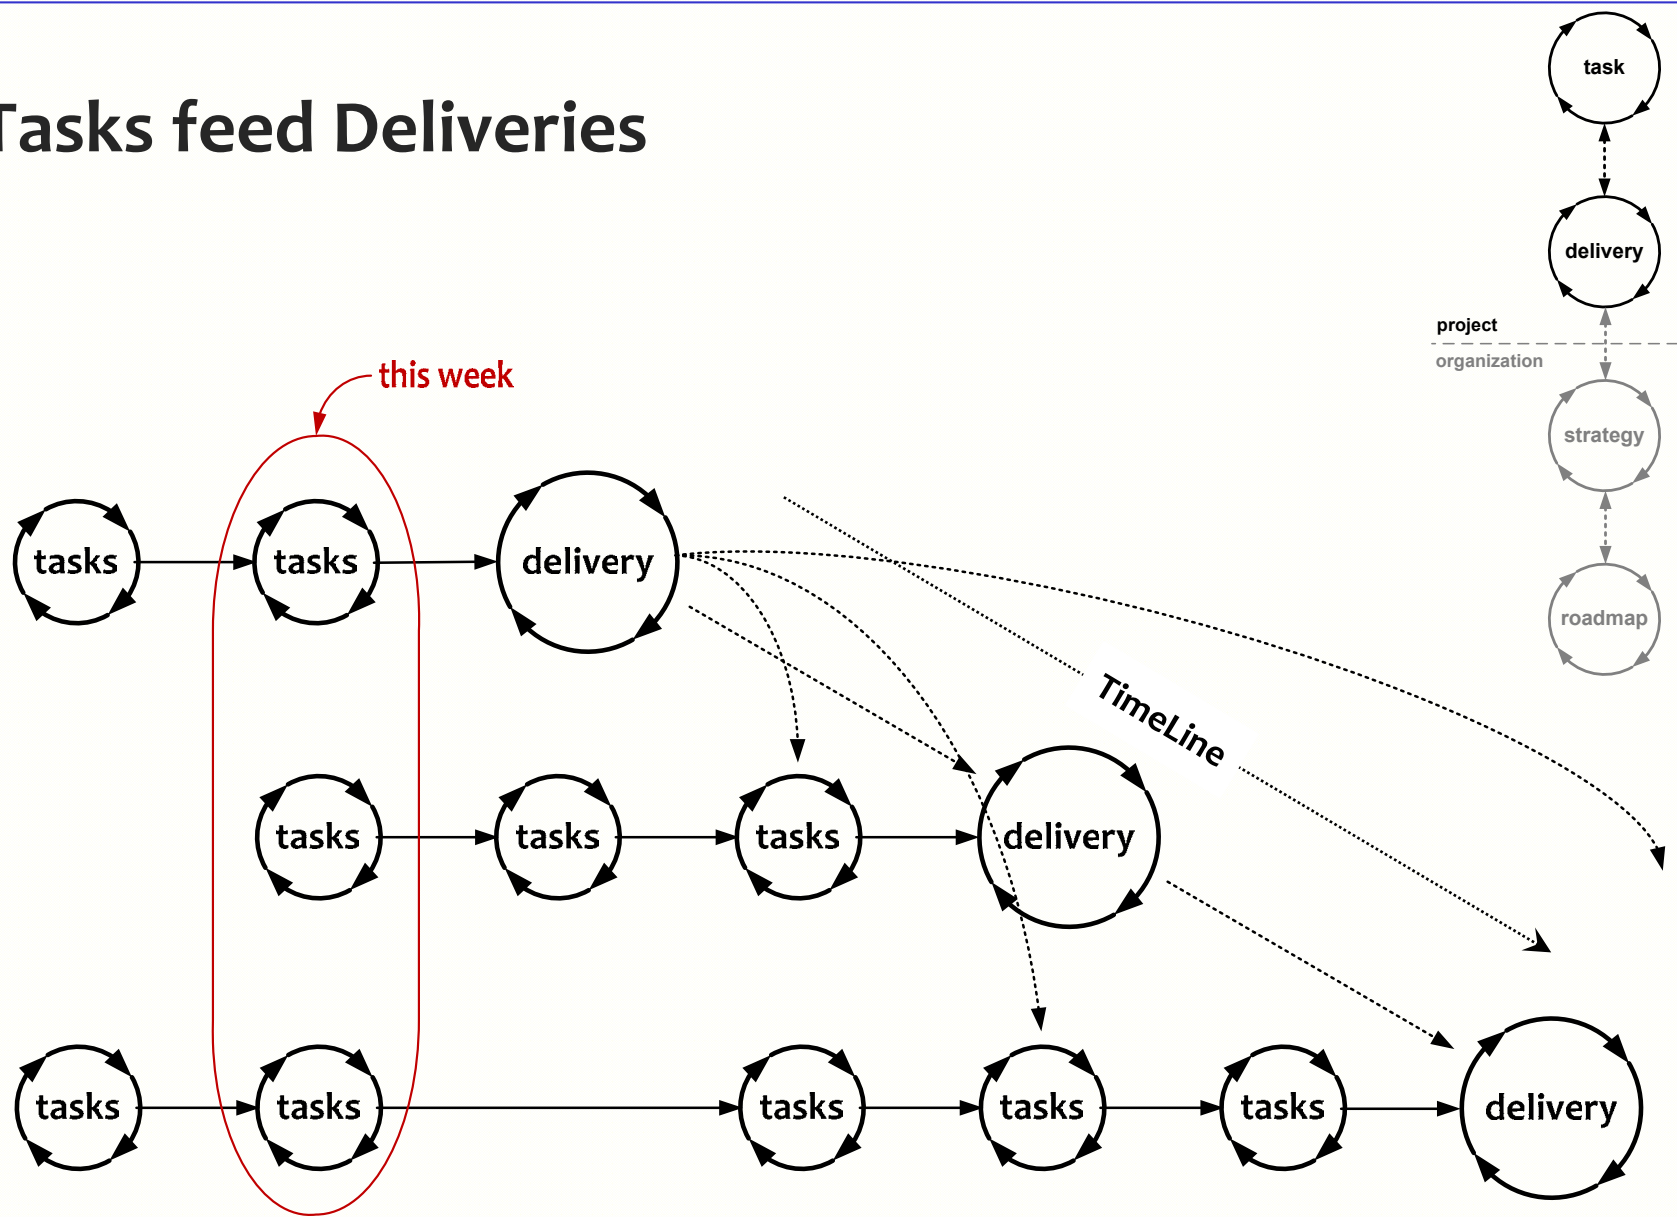 Tasks feed Deliveries
task
delivery
project
organization
strategy
roadmap
this week
tasks
tasks
delivery
TimeLine
tasks
tasks
tasks
delivery
tasks
tasks
tasks
tasks
tasks
delivery